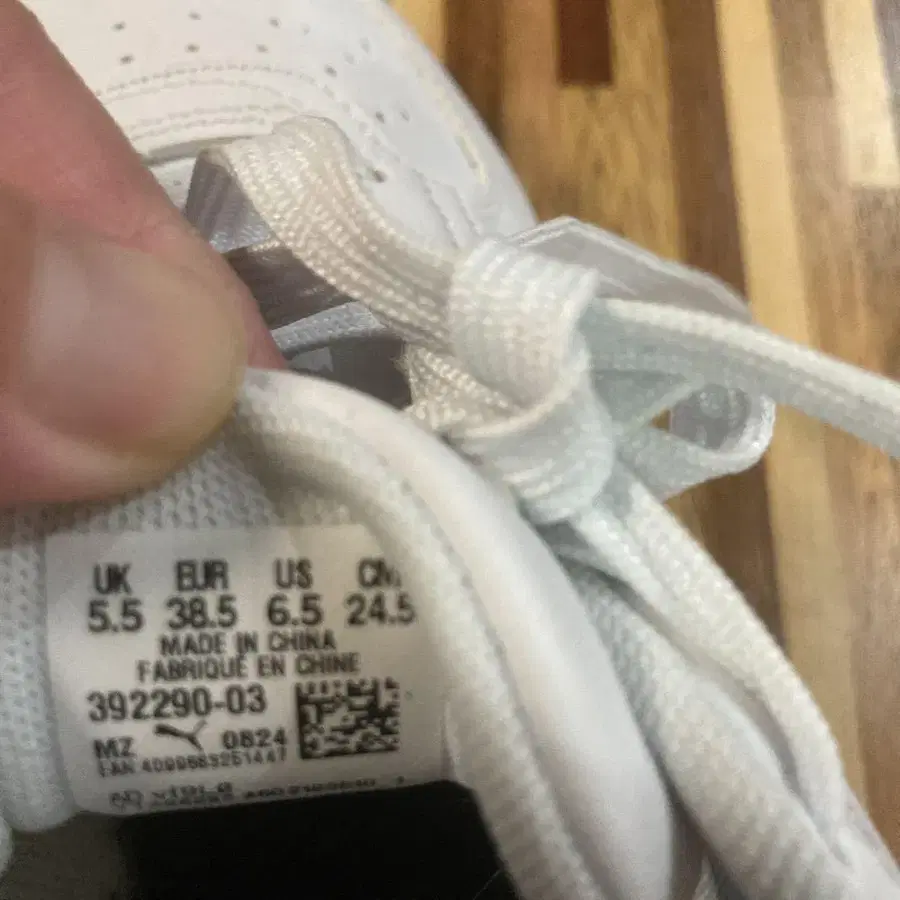 UK EUR US CM
5.5 38.5 6.5 24.5
MADE IN CHINA
FABRIQUÉ EN CHINE
392290-03
MZ 0824
EAN